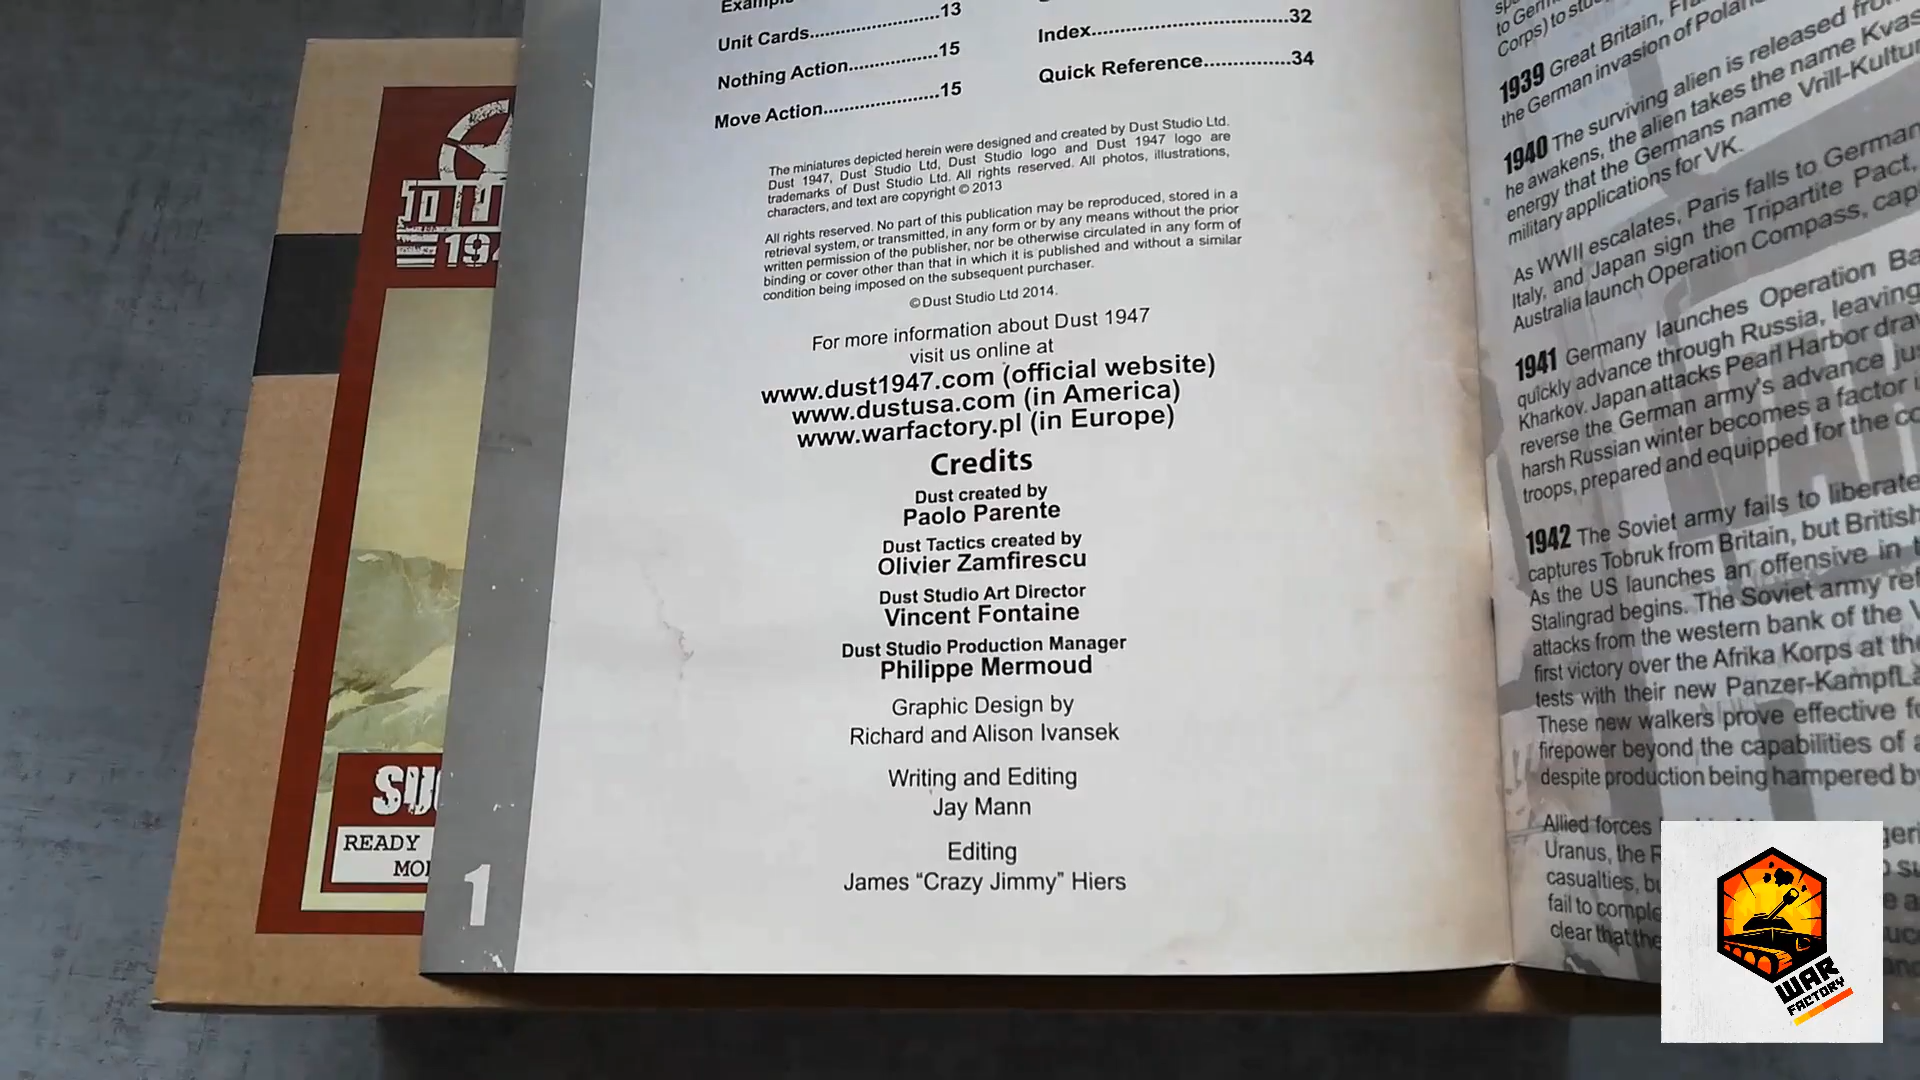 Unit Cards....................13
Nothing Action................15
Move Action.....................15
Index..............................32
Quick Reference..............34
The miniatures depicted herein were designed and created by Dust Studio Ltd.
Dust 1947, Dust Studio Ltd, Dust Studio logo and Dust 1947 logo are
trademarks of Dust Studio Ltd. All rights reserved. All photos, illustrations,
characters, and text are copyright © 2013
All rights reserved. No part of this publication may be reproduced, stored in a
retrieval system, or transmitted, in any form or by any means without the prior
written permission of the publisher, nor be otherwise circulated in any form of
binding or cover other than that in which it is published and without a similar
condition being imposed on the subsequent purchaser.
©Dust Studio Ltd 2014.
For more information about Dust 1947
visit us online at
www.dust1947.com (official website)
www.dustusa.com (in America)
www.warfactory.pl (in Europe)
Credits
Dust created by
Paolo Parente
Dust Tactics created by
Olivier Zamfirescu
Dust Studio Art Director
Vincent Fontaine
Dust Studio Production Manager
Philippe Mermoud
Graphic Design by
Richard and Alison Ivansek
Writing and Editing
Jay Mann
Editing
James “Crazy Jimmy” Hiers
1
READY
Corps) to
1939 Great Britain,
the German invasion of
1940 The surviving alien is released
he awakens, the alien takes the name
energy that the Germans name Vrill-Kultur
military applications for VK.
As WWII escalates, Paris falls to German
Italy, and Japan sign the Tripartite Pact,
Australia launch Operation Compass,
1941 Germany launches Operation
quickly advance through Russia, leaving
Kharkov. Japan attacks Pearl Harbor
reverse the German army's advance
harsh Russian winter becomes a factor
troops, prepared and equipped for the
1942 The Soviet army fails to liberate
captures Tobruk from Britain, but British
As the US launches an offensive in
Stalingrad begins. The Soviet army
attacks from the western bank of the
first victory over the Afrika Korps at the
tests with their new
These new walkers prove effective
firepower beyond the capabilities of
despite production being hampered
Allied forces
Uranus, the
casualties,
fail to
clear that the
WAR
FACTORY